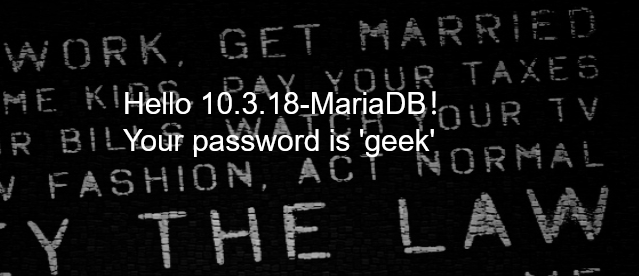 WORK, GET MARRIED
ME KIDS, PAY YOUR TAXES
Hello 10.3.18-MariaDB!
R BILLS, WATCH YOUR TV
Your password is 'geek'
FASHION, ACT NORMAL
Y THE LAW